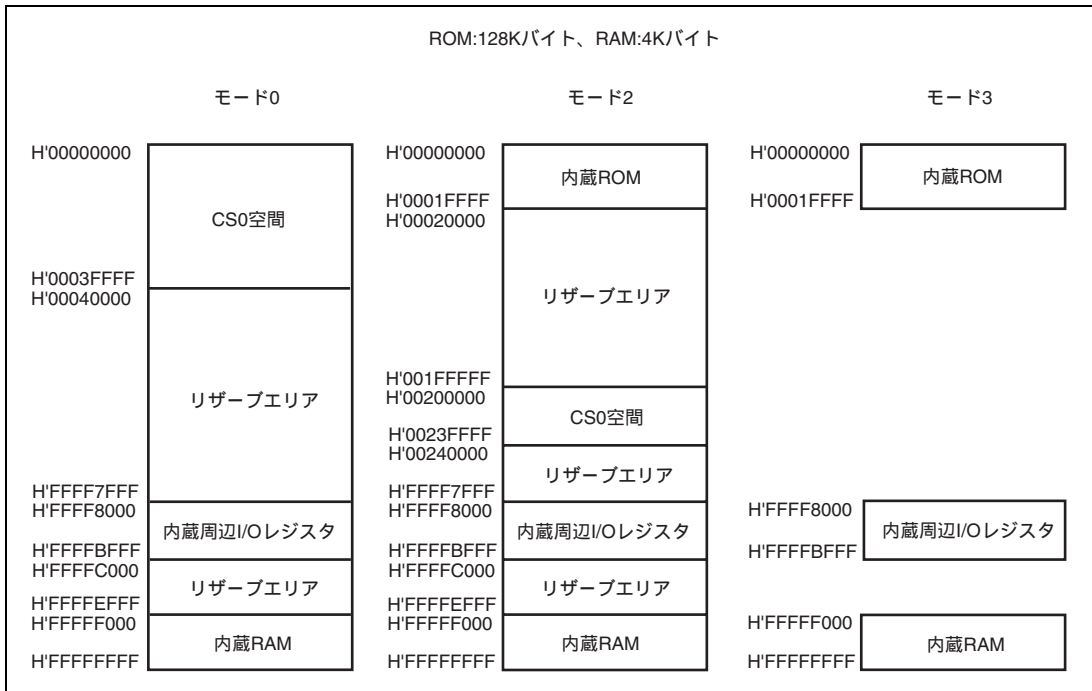 ROM:128Kバイト、RAM:4Kバイト
モード0
H'00000000
CS0空間
H'0003FFFF
H'00040000
リザーブエリア
H'FFFF7FFF
H'FFFF8000
内蔵周辺I/Oレジスタ
H'FFFFBFFF
H'FFFFC000
リザーブエリア
H'FFFFEFFF
H'FFFFF000
内蔵RAM
H'FFFFFFFF
モード2
H'00000000
内蔵ROM
H'0001FFFF
H'00020000
リザーブエリア
H'001FFFFF
H'00200000
CS0空間
H'0023FFFF
H'00240000
リザーブエリア
H'FFFF7FFF
H'FFFF8000
内蔵周辺I/Oレジスタ
H'FFFFBFFF
H'FFFFC000
リザーブエリア
H'FFFFEFFF
H'FFFFF000
内蔵RAM
H'FFFFFFFF
モード3
H'00000000
内蔵ROM
H'0001FFFF
H'FFFF8000
内蔵周辺I/Oレジスタ
H'FFFFBFFF
H'FFFFF000
内蔵RAM
H'FFFFFFFF